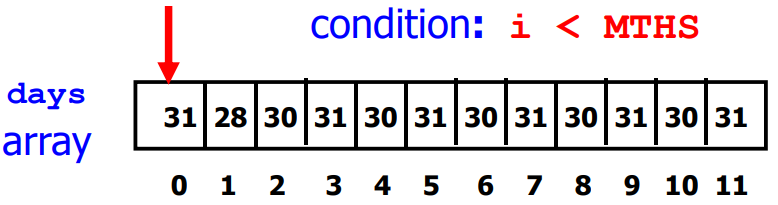 condition: i < MTHS
days
array
31 28 30 31 30 31 30 31 30 31 30 31
0 1 2 3 4 5 6 7 8 9 10 11